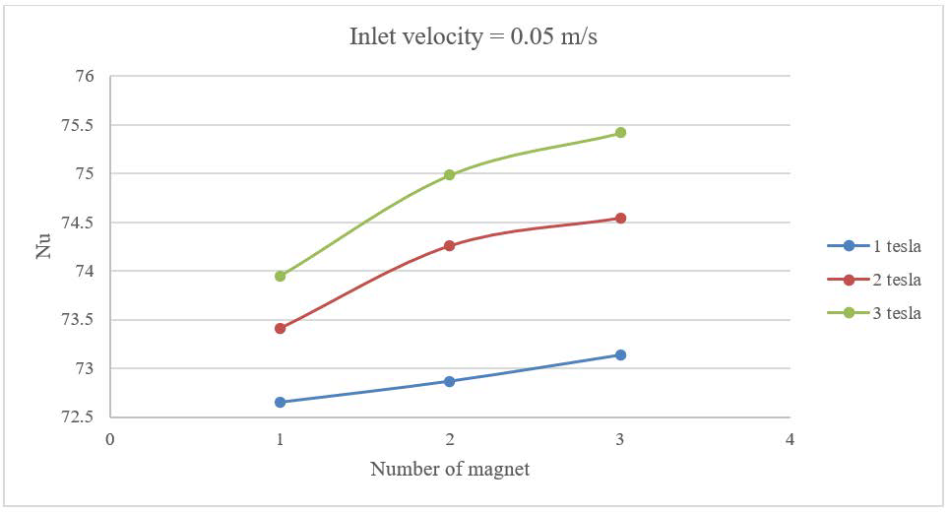 Inlet velocity = 0.05 m/s
76
75.5
75
74.5
74
73.5
73
72.5
Nu
0 1 2 3 4
Number of magnet
1 tesla
2 tesla
3 tesla